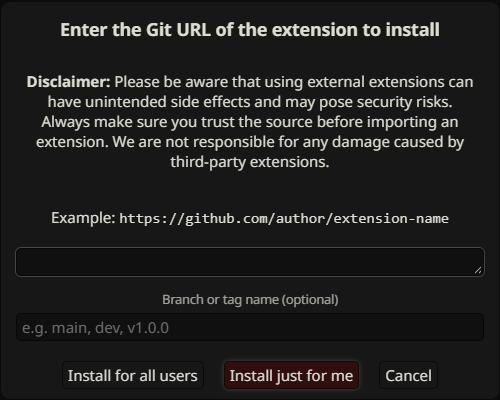 Enter the Git URL of the extension to install
Disclaimer: Please be aware that using external extensions can
have unintended side effects and may pose security risks.
Always make sure you trust the source before importing an
extension. We are not responsible for any damage caused by
third-party extensions.
Example: https://github.com/author/extension-name
Branch or tag name (optional)
e.g. main, dev, v1.0.0
Install for all users
Install just for me
Cancel